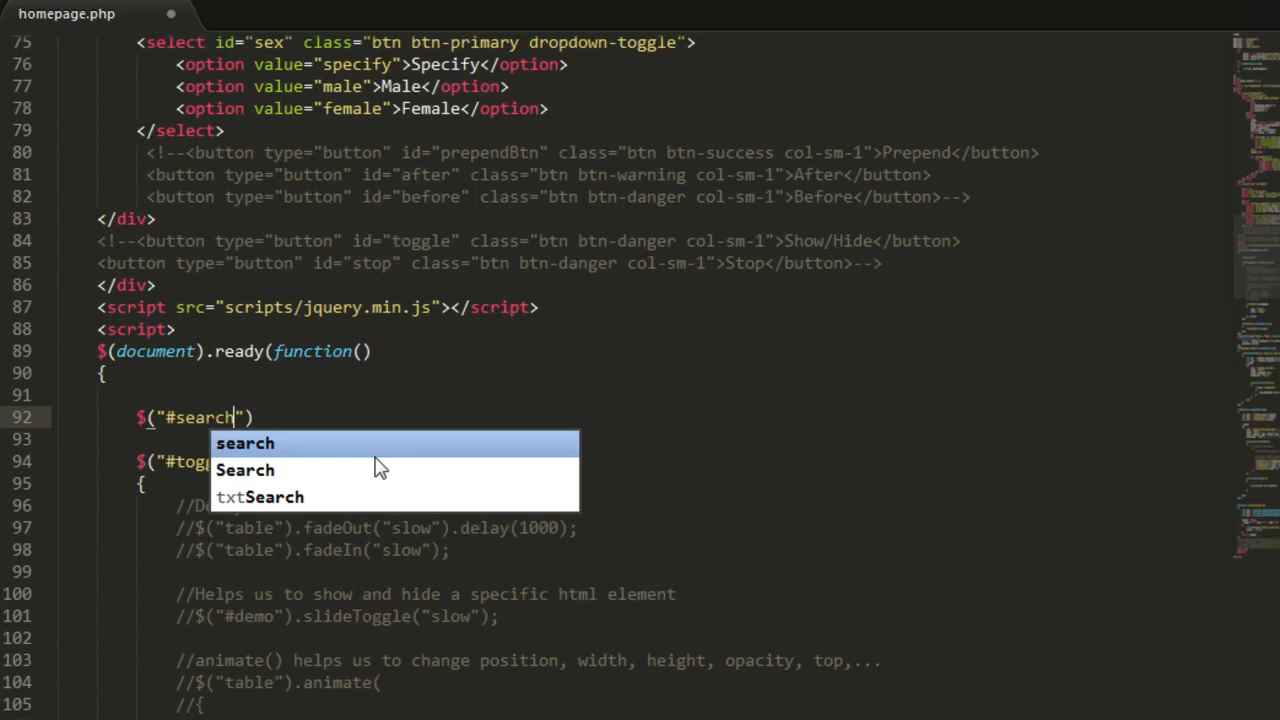 homepage.php
75 <select id="sex" class="btn btn-primary dropdown-toggle">
76 <option value="specify">Specify</option>
77 <option value="male">Male</option>
78 <option value="female">Female</option>
79 </select>
80 <!--<button type="button" id="prependBtn" class="btn btn-success col-sm-1">Prepend</button>
81 <button type="button" id="after" class="btn btn-warning col-sm-1">After</button>
82 <button type="button" id="before" class="btn btn-danger col-sm-1">Before</button>-->
83 </div>
84 <!--<button type="button" id="toggle" class="btn btn-danger col-sm-1">Show/Hide</button>
85 <button type="button" id="stop" class="btn btn-danger col-sm-1">Stop</button>-->
86 </div>
87 <script src="scripts/jquery.min.js"></script>
88 <script>
89 $(document).ready(function()
90 {
91
92 $("#search")
93 search
94 $("#togg
Search
95 {
txtSearch
96 //D
97 //$("table").fadeOut("slow").delay(1000);
98 //$("table").fadeIn("slow");
99
100 //Helps us to show and hide a specific html element
101 //$("#demo").slideToggle("slow");
102
103 //animate() helps us to change position, width, height, opacity, top,...
104 //$("table").animate(
105 //{